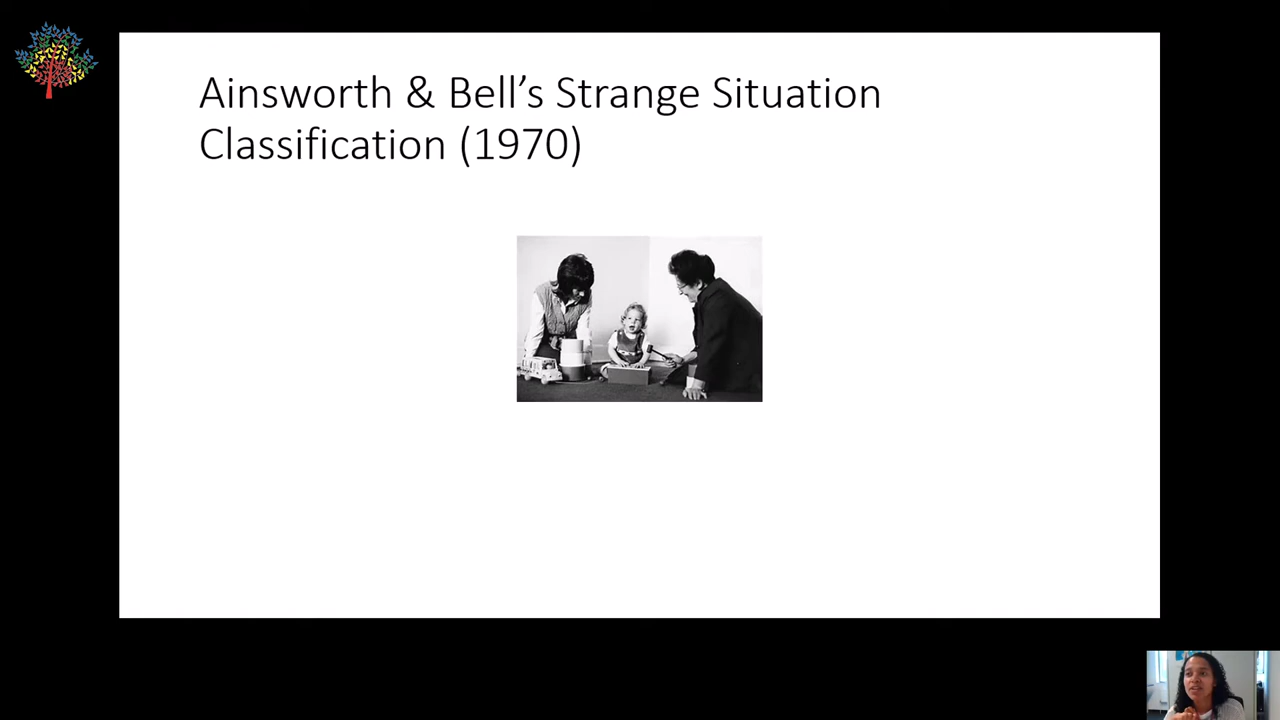 Ainsworth & Bell’s Strange Situation
Classification (1970)